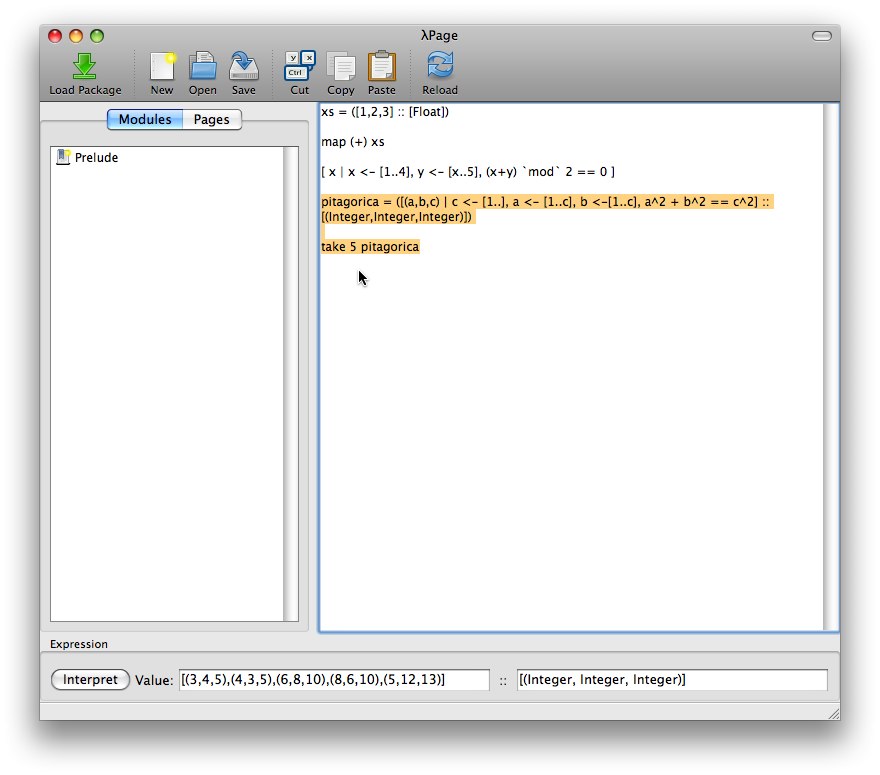 λPage
Load Package New Open Save y x Ctrl Cut Copy Paste Reload
Modules Pages
Prelude
xs = ([1,2,3] :: [Float])
map (+) xs
[ x | x <- [1..4], y <- [x..5], (x+y) `mod` 2 == 0 ]
pitagorica = ([(a,b,c) | c <- [1..], a <- [1..c], b <-[1..c], a^2 + b^2 == c^2] ::
[(Integer,Integer,Integer)])
take 5 pitagorica
Expression
Interpret Value: [(3,4,5),(4,3,5),(6,8,10),(8,6,10),(5,12,13)] :: [(Integer, Integer, Integer)]